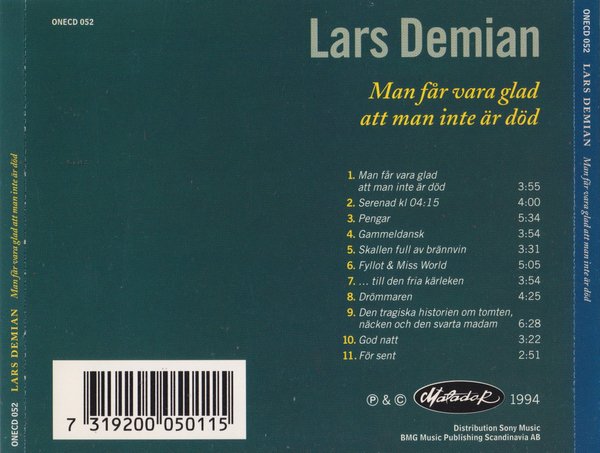 ONECD 052
Lars Demian
Man får vara glad
att man inte är död
1. Man får vara glad
att man inte är död 3:55
2. Serenad kl 04:15 4:00
3. Pengar 5:34
4. Gammeldansk 3:54
5. Skallen full av brännvin 3:31
6. Fyllot & Miss World 5:05
7. ... till den fria kärleken 3:54
8. Drömmaren 4:25
9. Den tragiska historien om tomten,
näcken och den svarta madam 6:28
10. God natt 3:22
11. För sent 2:51
7 319200 050115
℗ & © Matador 1994
Distribution Sony Music
BMG Music Publishing Scandinavia AB
ONECD 052 LARS DEMIAN Man får vara glad att man inte är död
ONECD 052 LARS DEMIAN Man får vara glad att man inte är död